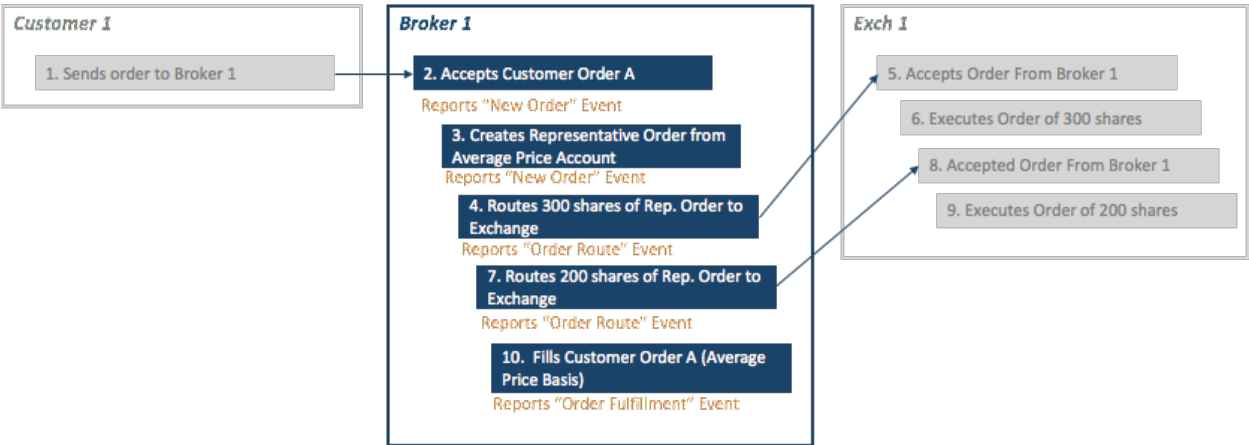 Customer 1
1. Sends order to Broker 1
Broker 1
2. Accepts Customer Order A
Reports "New Order" Event
3. Creates Representative Order from
Average Price Account
Reports "New Order" Event
4. Routes 300 shares of Rep. Order to
Exchange
Reports "Order Route" Event
7. Routes 200 shares of Rep. Order to
Exchange
Reports "Order Route" Event
10. Fills Customer Order A (Average
Price Basis)
Reports "Order Fulfillment" Event
Exch 1
5. Accepts Order From Broker 1
6. Executes Order of 300 shares
8. Accepted Order From Broker 1
9. Executes Order of 200 shares